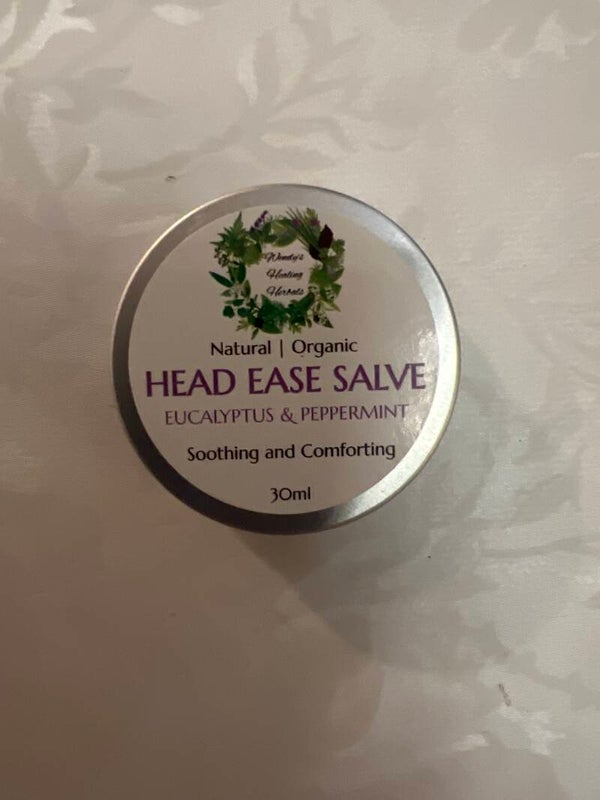 Wendy's
Healing
Herbals
Natural | Organic
HEAD EASE SALVE
EUCALYPTUS & PEPPERMINT
Soothing and Comforting
30ml